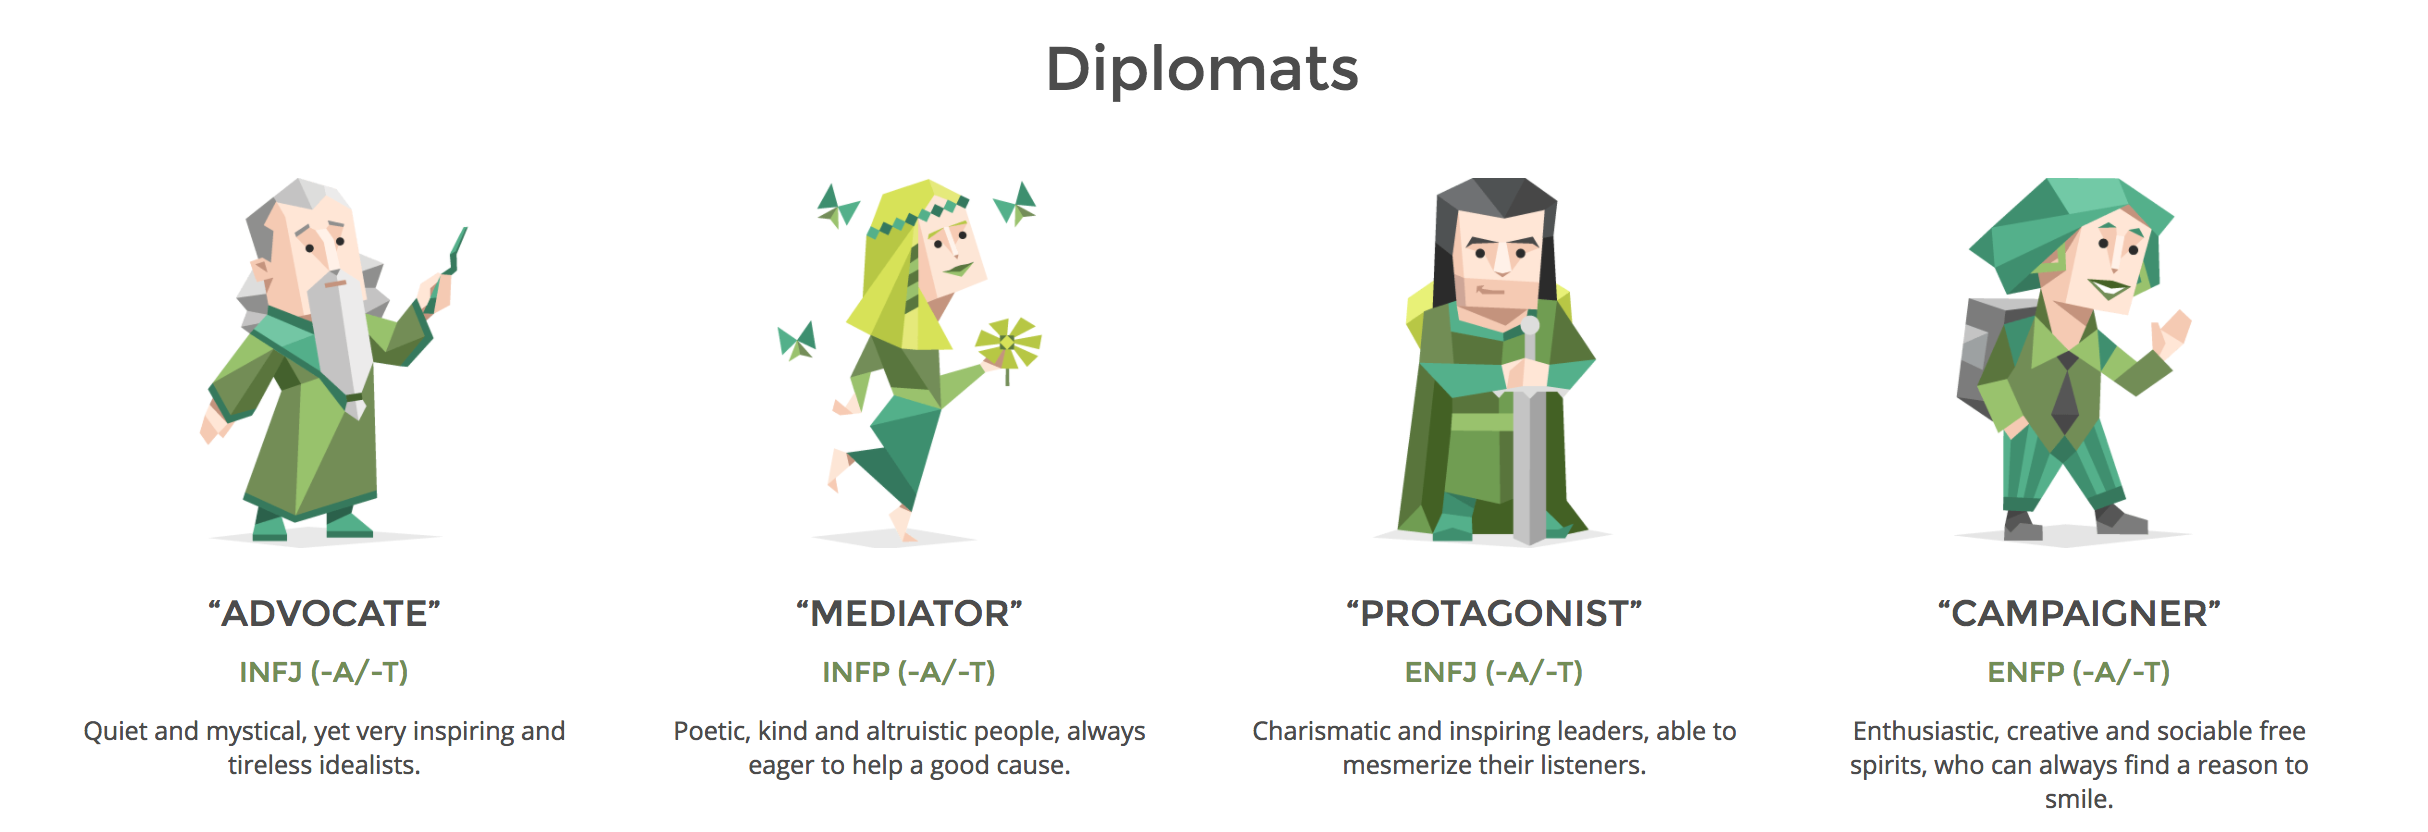 Diplomats
“ADVOCATE”
INFJ (-A/-T)
Quiet and mystical, yet very inspiring and
tireless idealists.
“MEDIATOR”
INFP (-A/-T)
Poetic, kind and altruistic people, always
eager to help a good cause.
“PROTAGONIST”
ENFJ (-A/-T)
Charismatic and inspiring leaders, able to
mesmerize their listeners.
“CAMPAIGNER”
ENFP (-A/-T)
Enthusiastic, creative and sociable free
spirits, who can always find a reason to
smile.